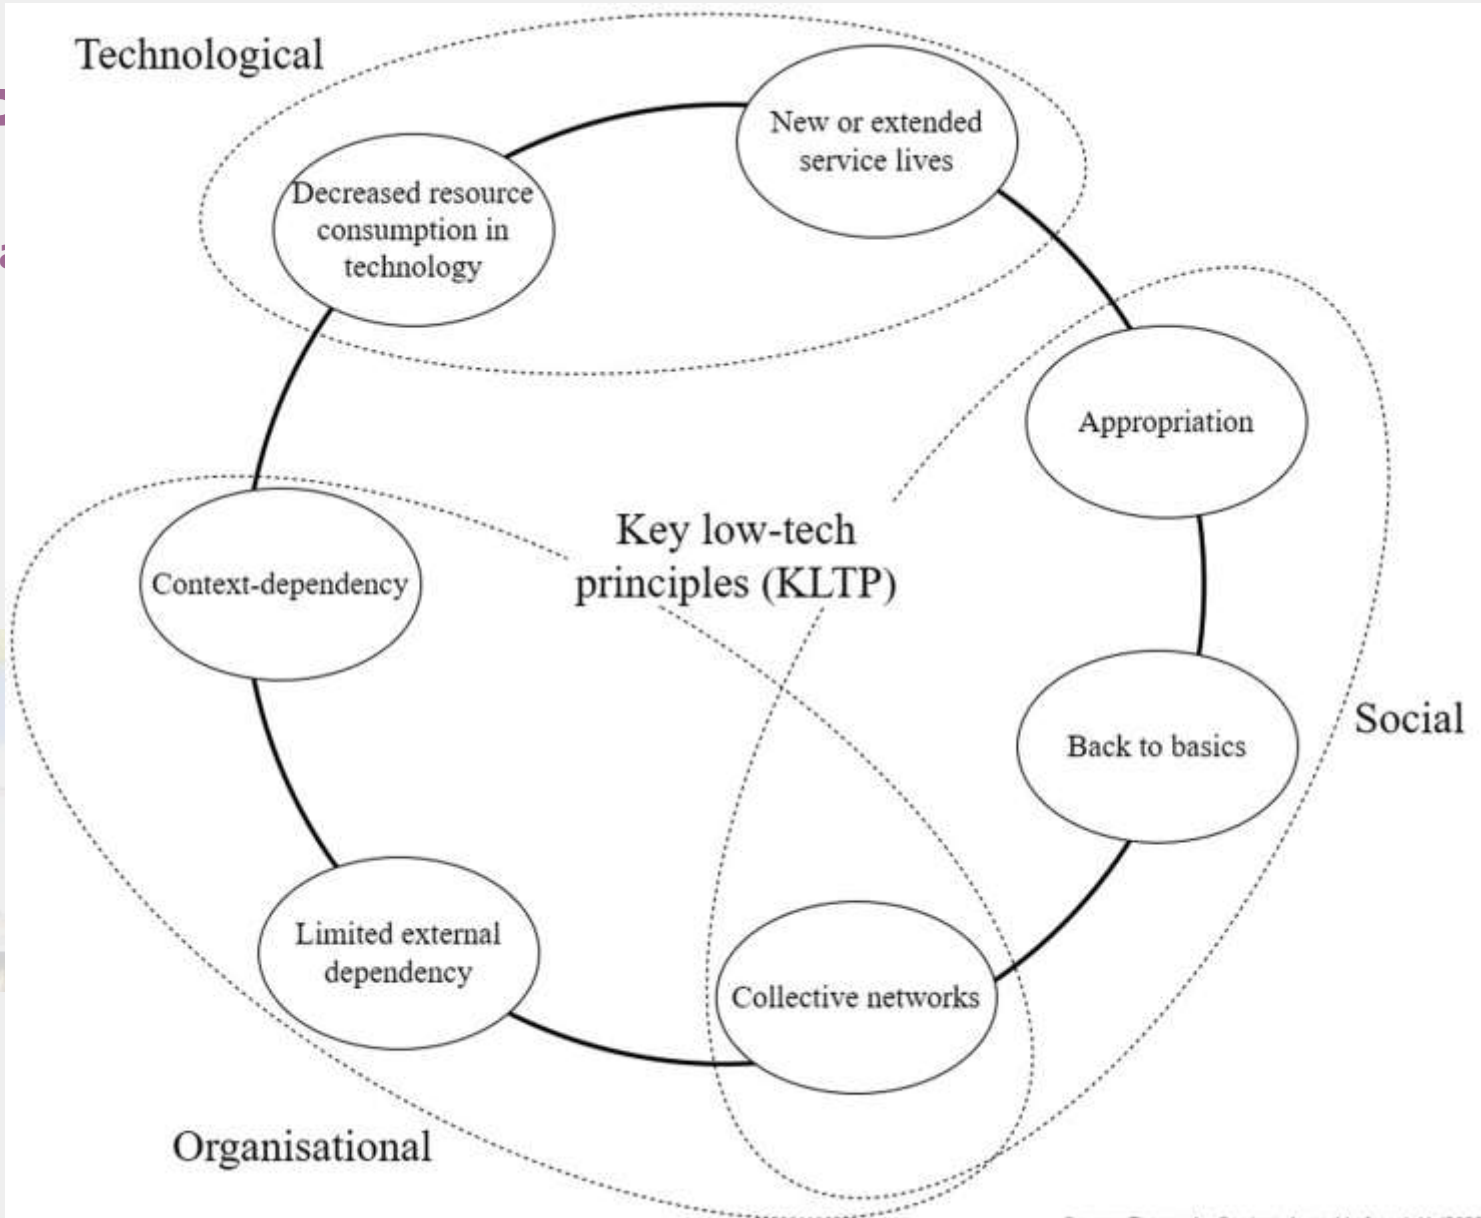 Technological
New or extended
service lives
Decreased resource
consumption in
technology
Appropriation
Key low-tech
principles (KLTP)
Context-dependency
Social
Back to basics
Limited external
dependency
Collective networks
Organisational